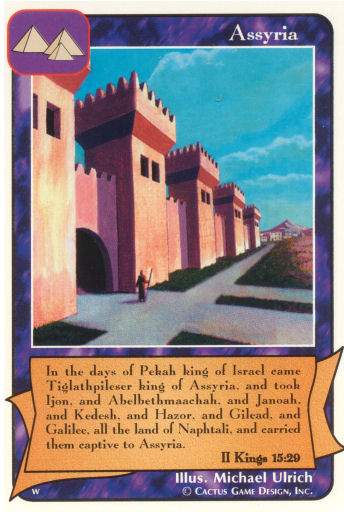 Assyria
In the days of Pekah king of Israel came
Tiglathpileser king of Assyria, and took
Ijon, and Abelbethmaachah, and Janoah,
and Kedesh, and Hazor, and Gilead, and
Galilee, all the land of Naphtali, and carried
them captive to Assyria.
II Kings 15:29
Illus. Michael Ulrich
W
© Cactus Game Design, Inc.